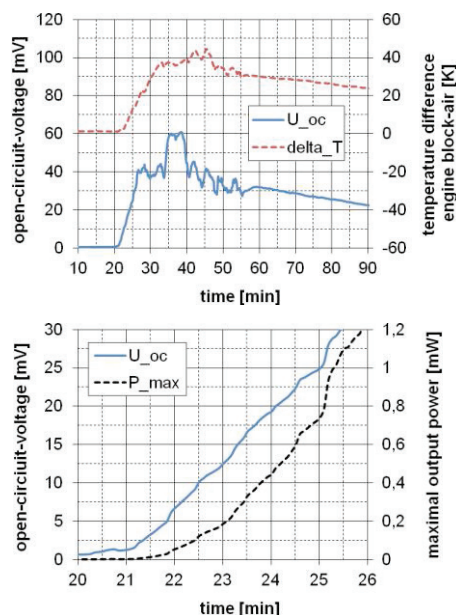 open-circiuit-voltage [mV]
120
100
80
60
40
20
0
U_oc
delta_T
60
40
20
0
-20
-40
-60
temperature difference
engine block-air [K]
10 20 30 40 50 60 70 80 90
time [min]
open-circiuit-voltage [mV]
30
25
20
15
10
5
0
U_oc
P_max
1,2
1
0,8
0,6
0,4
0,2
0
maximal output power [mW]
20 21 22 23 24 25 26
time [min]